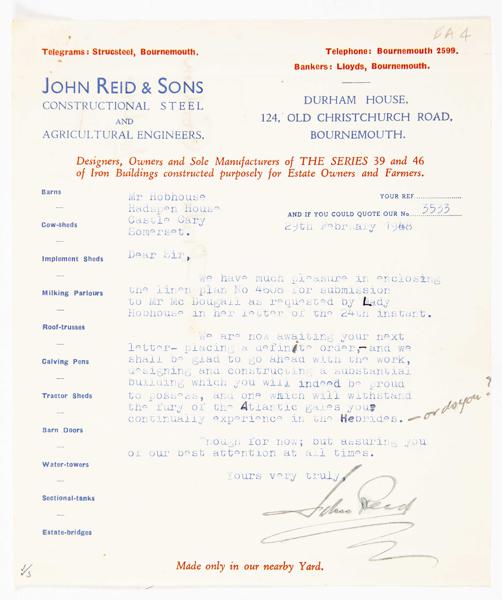 BA 4
Telegrams: Strucsteel, Bournemouth.
Telephone: Bournemouth 2599.
Bankers: Lloyds, Bournemouth.
JOHN REID & SONS
CONSTRUCTIONAL STEEL
AND
AGRICULTURAL ENGINEERS.
DURHAM HOUSE,
124, OLD CHRISTCHURCH ROAD,
BOURNEMOUTH.
Designers, Owners and Sole Manufacturers of THE SERIES 39 and 46
of Iron Buildings constructed purposely for Estate Owners and Farmers.
Barns
Cow-sheds
Implement Sheds
Milking Parlours
Roof-trusses
Calving Pens
Tractor Sheds
Barn Doors
Water-towers
Sectional-tanks
Estate-bridges
YOUR REF
AND IF YOU COULD QUOTE OUR No 3533
29th February 1948
Mr Hobhouse
Hadspen House
Castle Cary
Somerset.
Dear Sir,
We have much pleasure in enclosing
the linen plan No 4608 for submission
to Mr Mc Dougall as requested by Lady
Hobhouse in her letter of the 24th instant.
We are now awaiting your next
letter- placing a definite order,-and we
shall be glad to go ahead with the work,
designing and constructing a substantial
building which you will indeed be proud
to possess, and one which will withstand
the fury of the Atlantic gales your
continually experience in the Hebrides. - or do you?
Enough for now; but assuring you
of our best attention at all times.
Yours very truly,
John Reid
Made only in our nearby Yard.